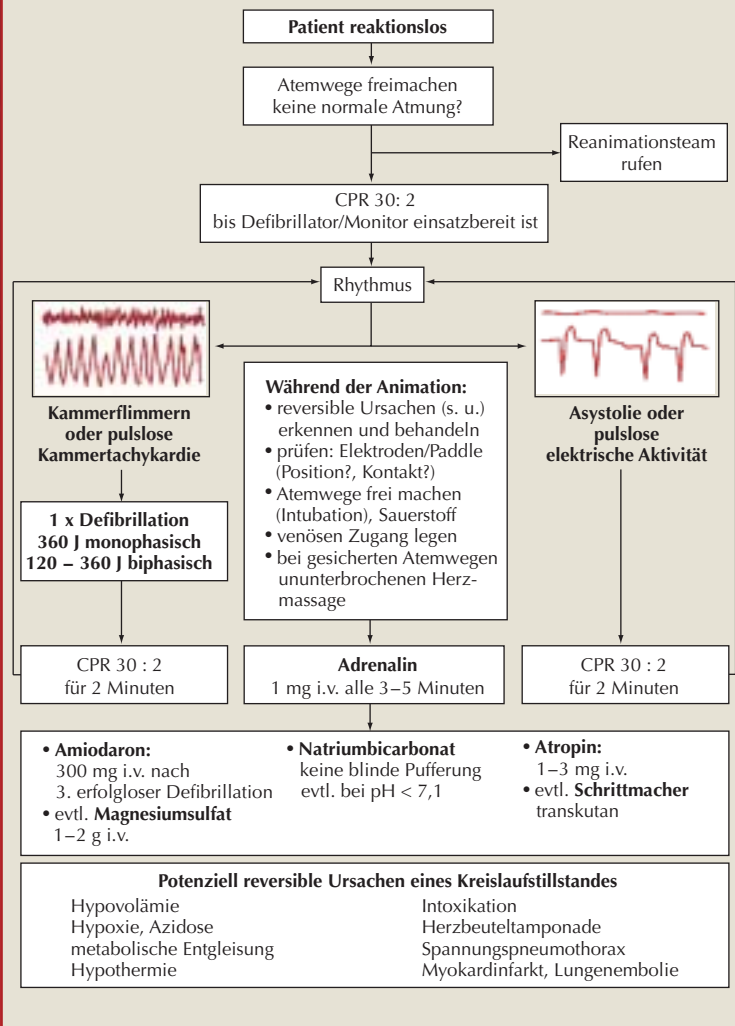 Patient reaktionslos
Atemwege freimachen
keine normale Atmung?
Reanimationsteam
rufen
CPR 30: 2
bis Defibrillator/Monitor einsatzbereit ist
Rhythmus
Kammerflimmern
oder pulslose
Kammertachykardie
1 x Defibrillation
360 J monophasisch
120 – 360 J biphasisch
CPR 30 : 2
für 2 Minuten
Während der Animation:
• reversible Ursachen (s. u.)
erkennen und behandeln
• prüfen: Elektroden/Paddle
(Position?, Kontakt?)
• Atemwege frei machen
(Intubation), Sauerstoff
• venösen Zugang legen
• bei gesicherten Atemwegen
ununterbrochenen Herz-
massage
Adrenalin
1 mg i.v. alle 3–5 Minuten
Asystolie oder
pulslose
elektrische Aktivität
CPR 30 : 2
für 2 Minuten
• Amiodaron:
300 mg i.v. nach
3. erfolgloser Defibrillation
• evtl. Magnesiumsulfat
1–2 g i.v.
• Natriumbicarbonat
keine blinde Pufferung
evtl. bei pH < 7,1
• Atropin:
1–3 mg i.v.
• evtl. Schrittmacher
transkutan
Potenziell reversible Ursachen eines Kreislaufstillstandes
Hypovolämie
Hypoxie, Azidose
metabolische Entgleisung
Hypothermie
Intoxikation
Herzbeuteltamponade
Spannungspneumothorax
Myokardinfarkt, Lungenembolie